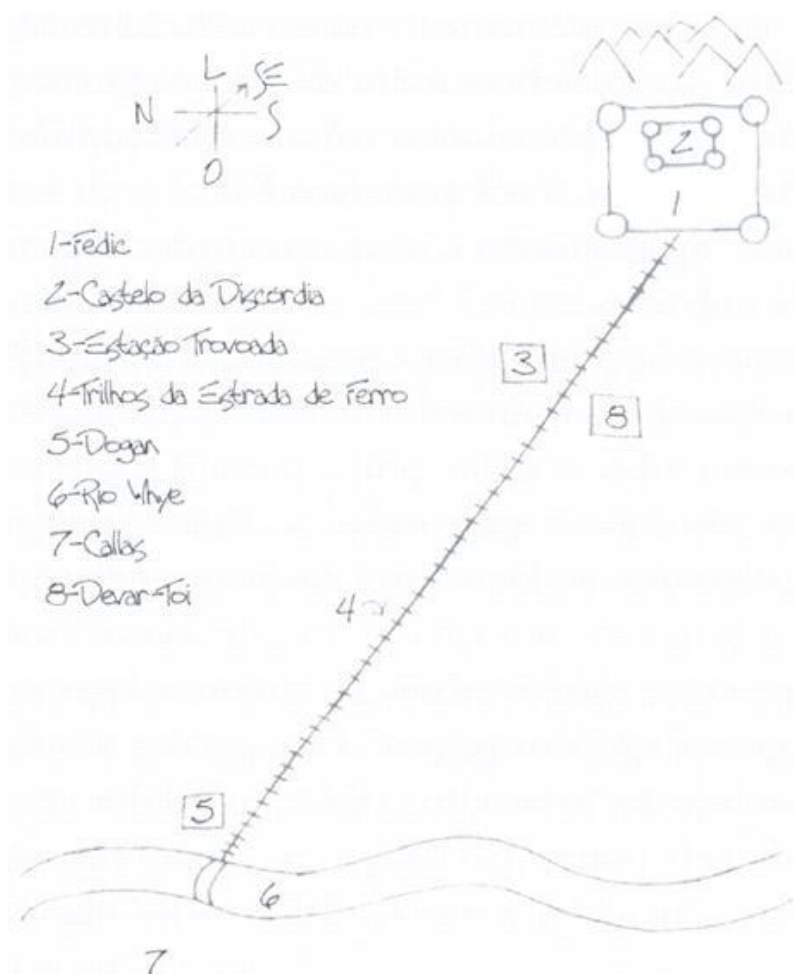 L
SE
N
S
O
2
1
1-Fedic
2-Castelo da Discórdia
3-Estação Trovoada
4-Trilhos da Estrada de Ferro
5-Dogan
6-Rio Whye
7-Callas
8-Devar-Toi
3
8
4
5
6
7